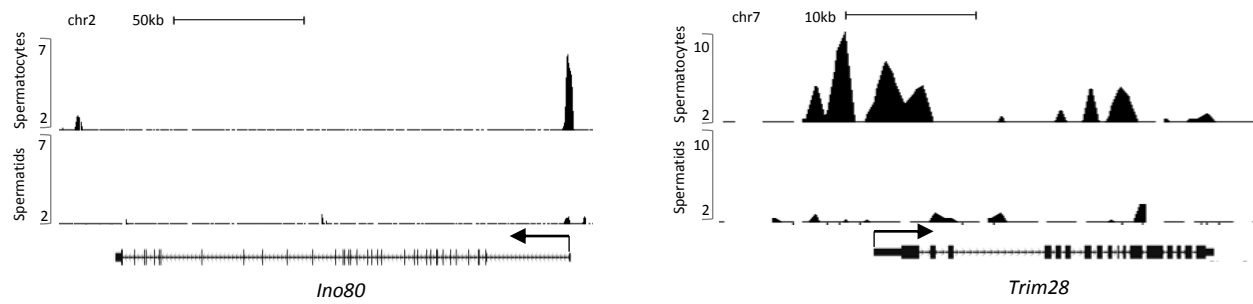 chr2 50kb
7
Spermatocytes
2
7
Spermatids
2
Ino80
chr7 10kb
10
Spermatocytes
2
10
Spermatids
2
Trim28